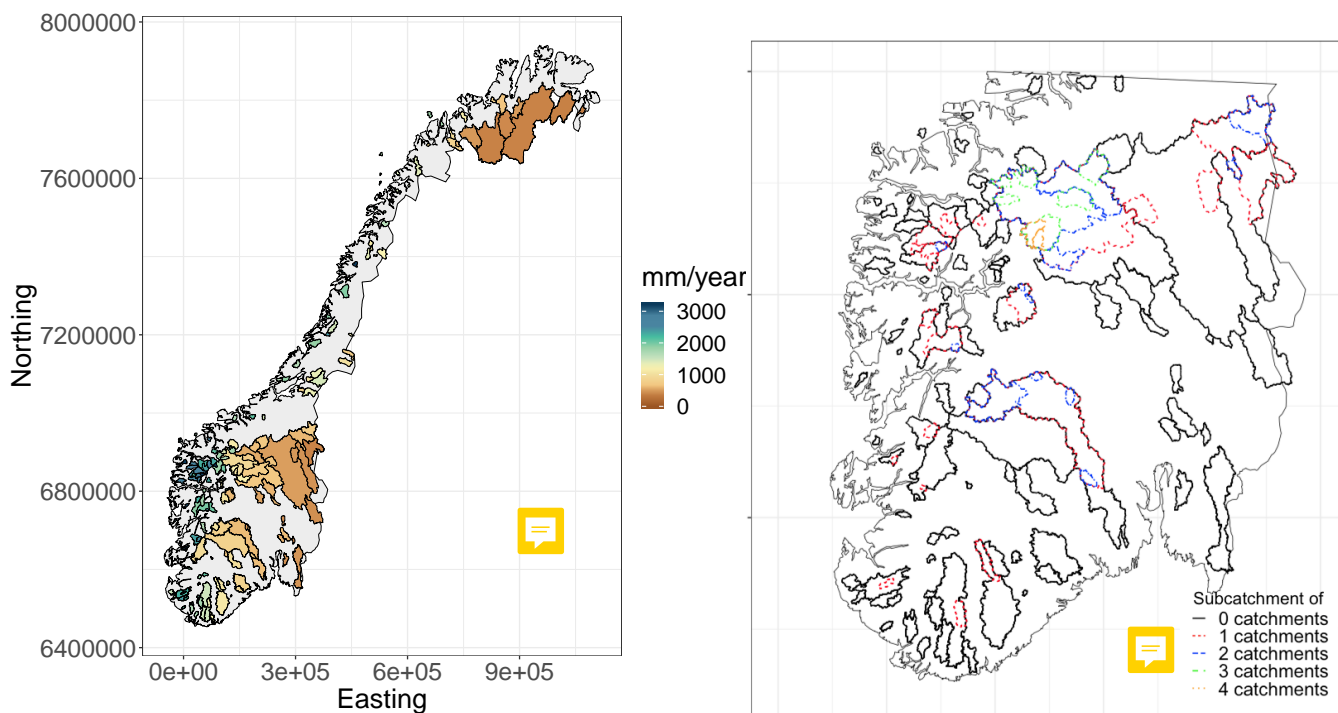 8000000
7600000
7200000
6800000
6400000
Northing
0e+00 3e+05 6e+05 9e+05
Easting
mm/year
3000
2000
1000
0
Subcatchment of
0 catchments
1 catchments
2 catchments
3 catchments
4 catchments